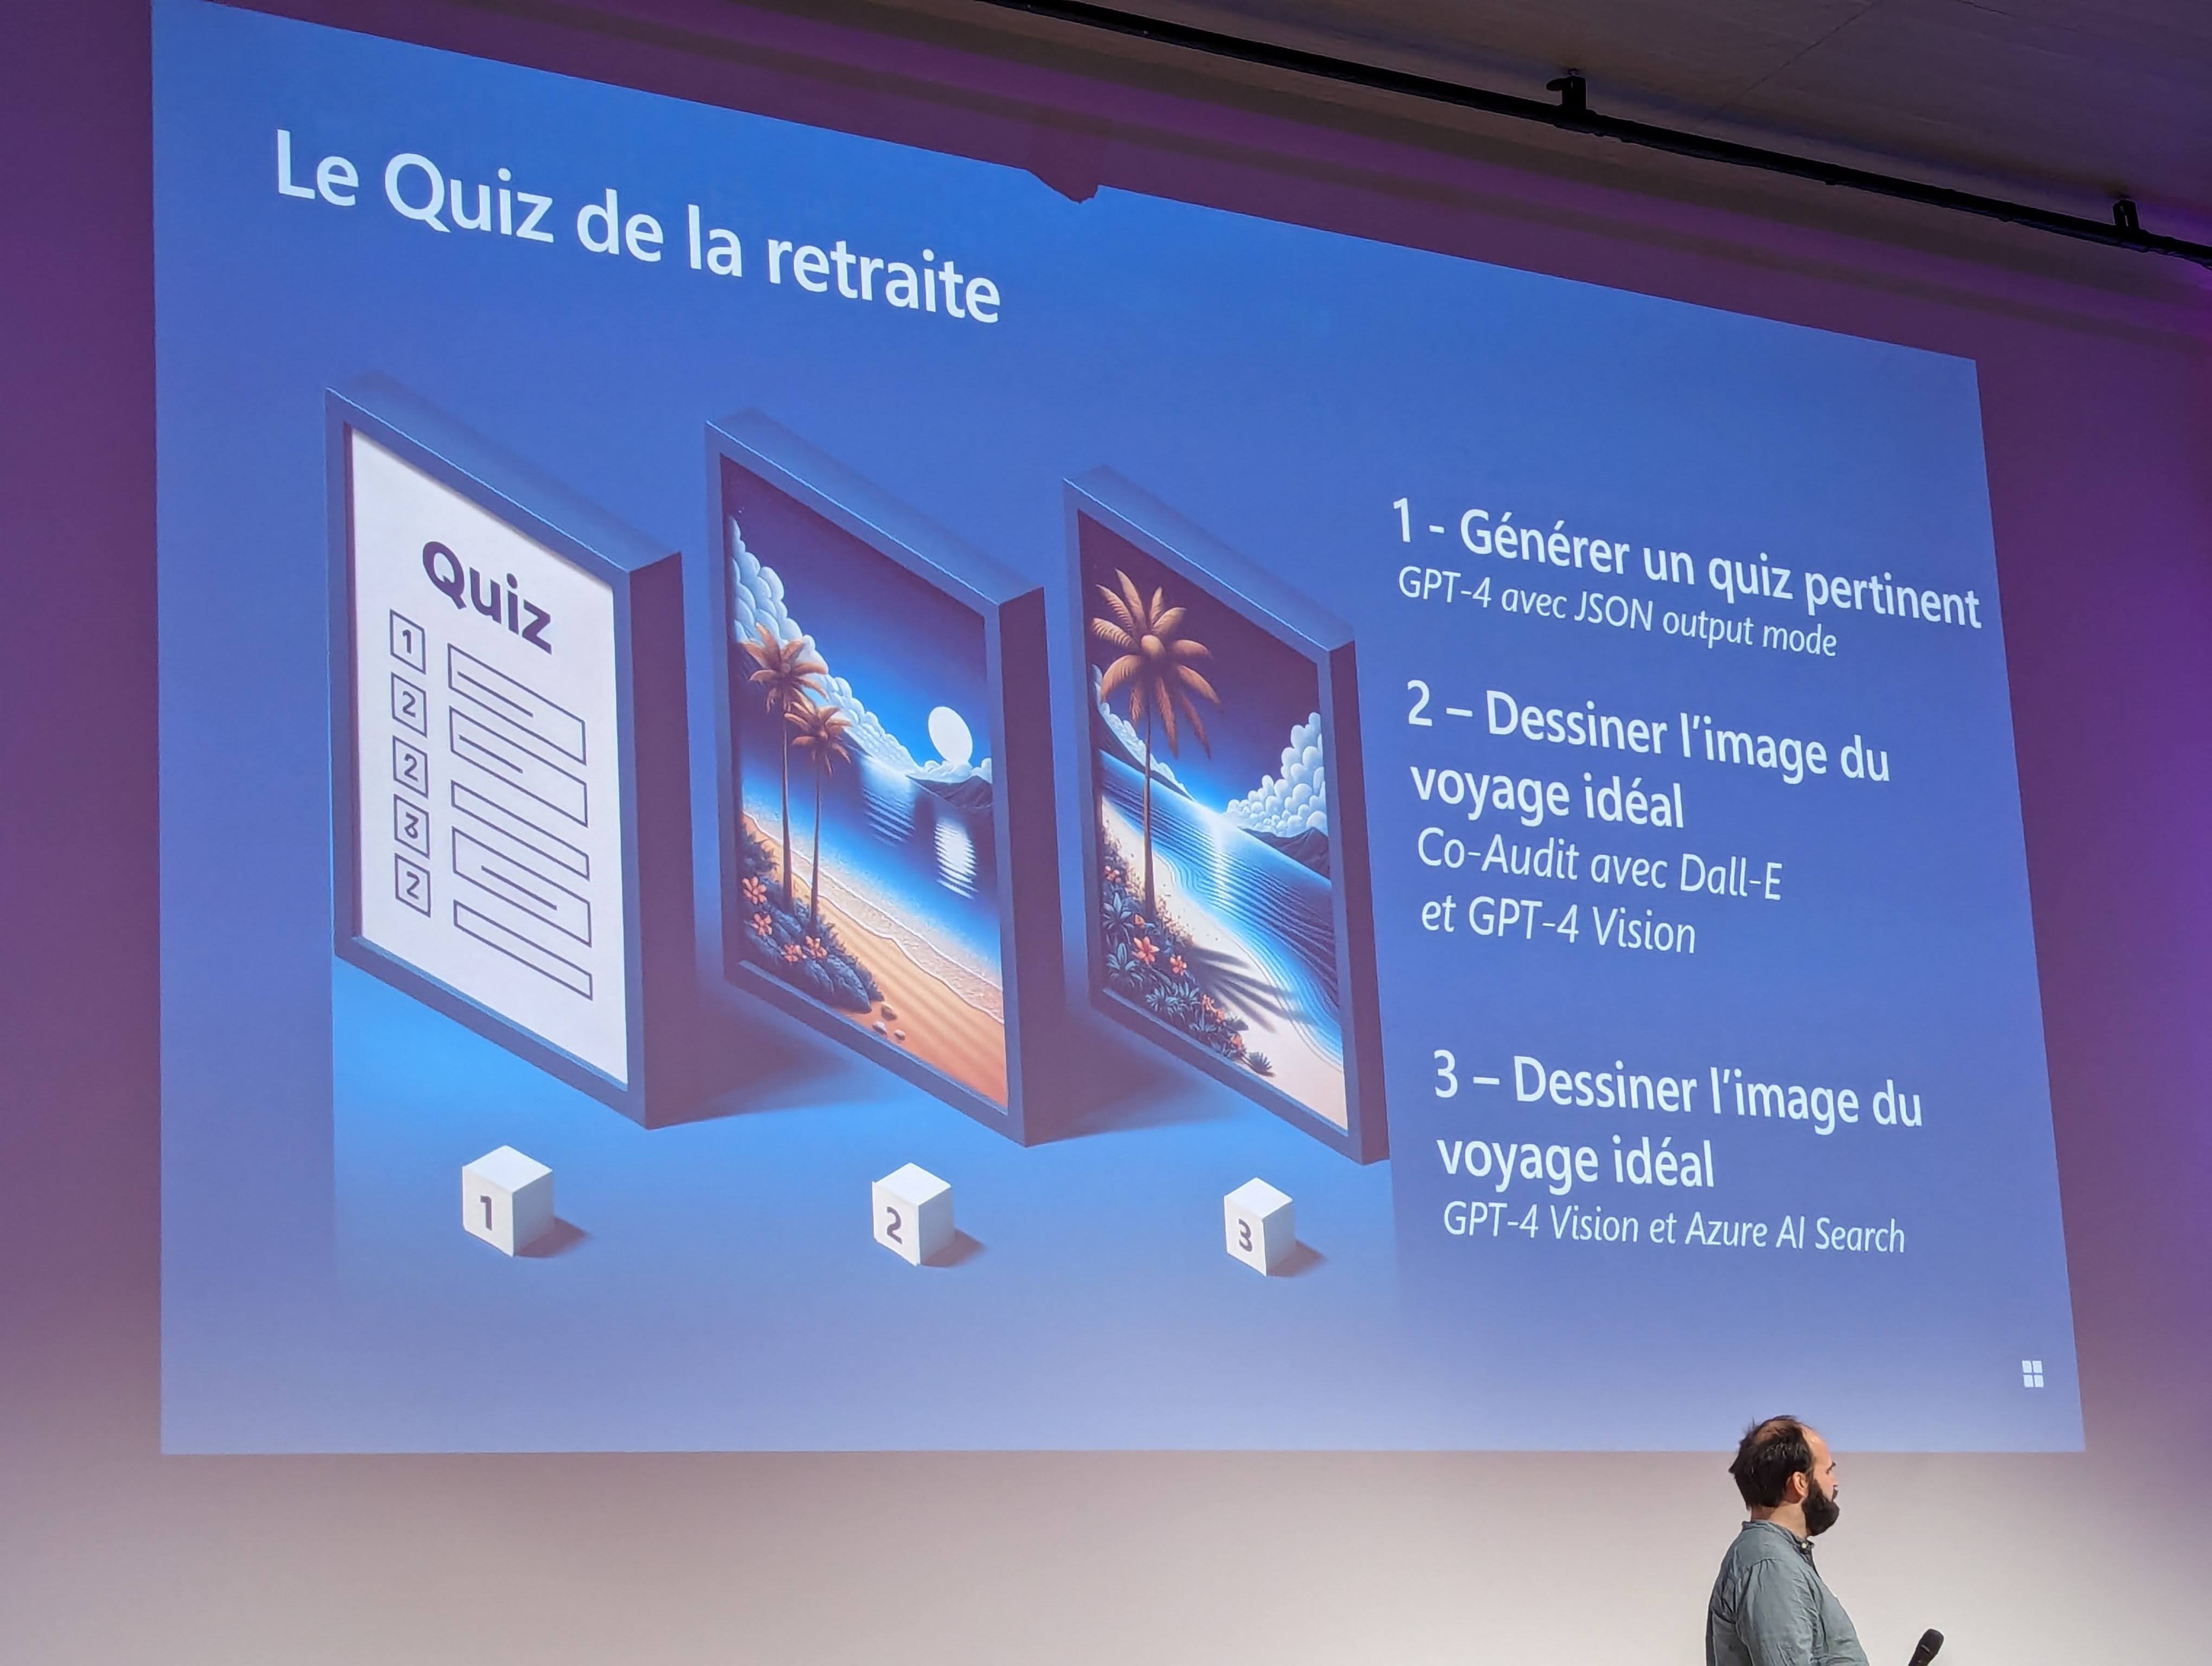 Le Quiz de la retraite
Quiz
1
2
2
3
2
1
2
3
1 - Générer un quiz pertinent
GPT-4 avec JSON output mode
2 – Dessiner l’image du
voyage idéal
Co-Audit avec Dall-E
et GPT-4 Vision
3 – Dessiner l’image du
voyage idéal
GPT-4 Vision et Azure AI Search